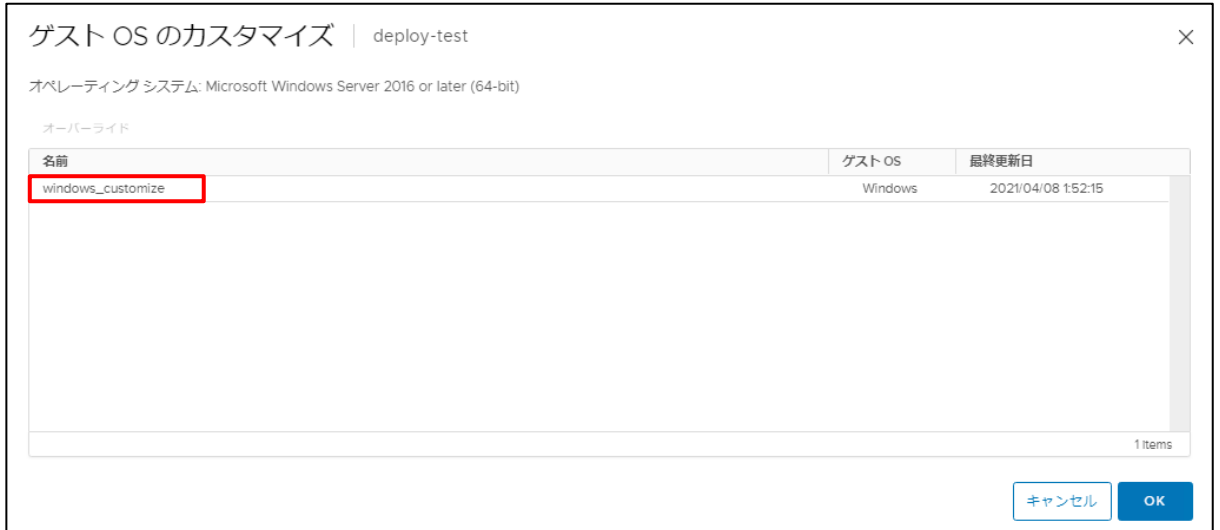 ゲスト OS のカスタマイズ deploy-test
オペレーティング システム: Microsoft Windows Server 2016 or later (64-bit)
オーバーライド
名前 ゲスト OS 最終更新日
windows_customize Windows 2021/04/08 1:52:15
1 Items
キャンセル OK